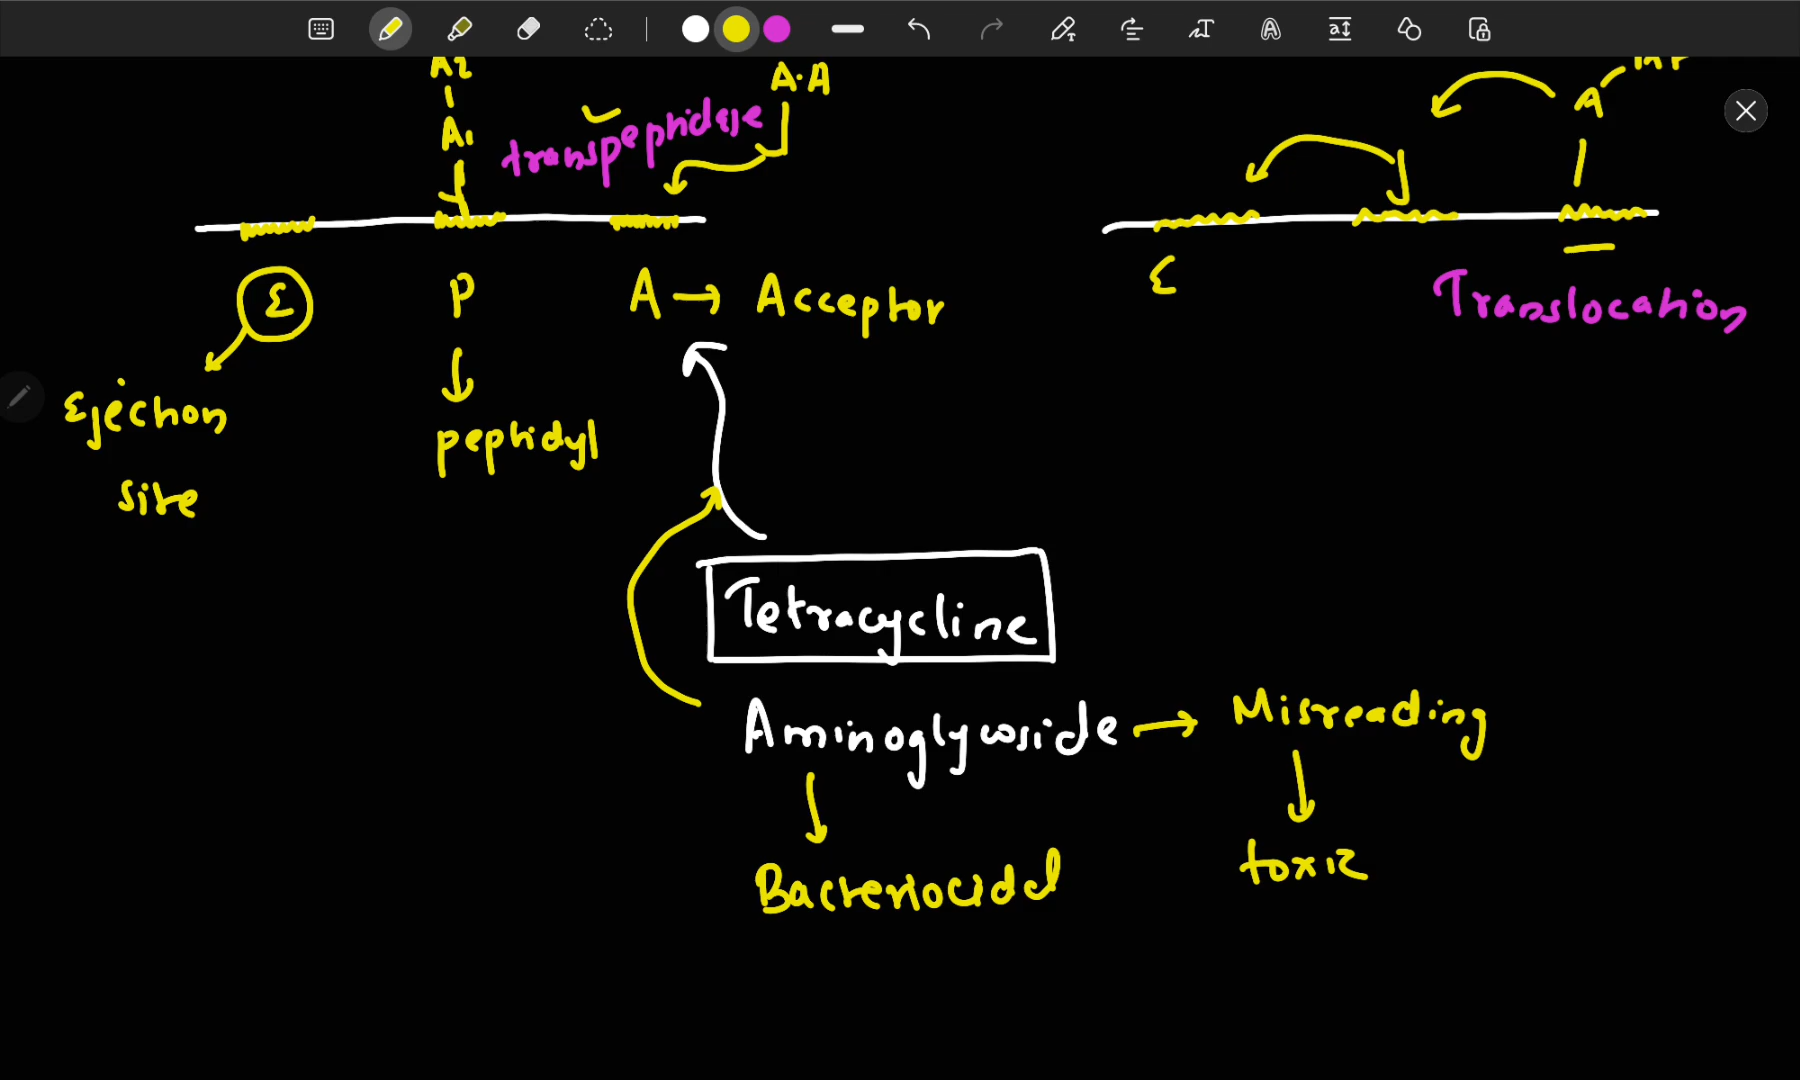 A2
A.A
A
A1
transpeptidase
E
P
A → Acceptor
E
Translocation
Ejection
site
peptidyl
Tetracycline
Aminoglycoside → Misreading
toxic
Bacteriocidal